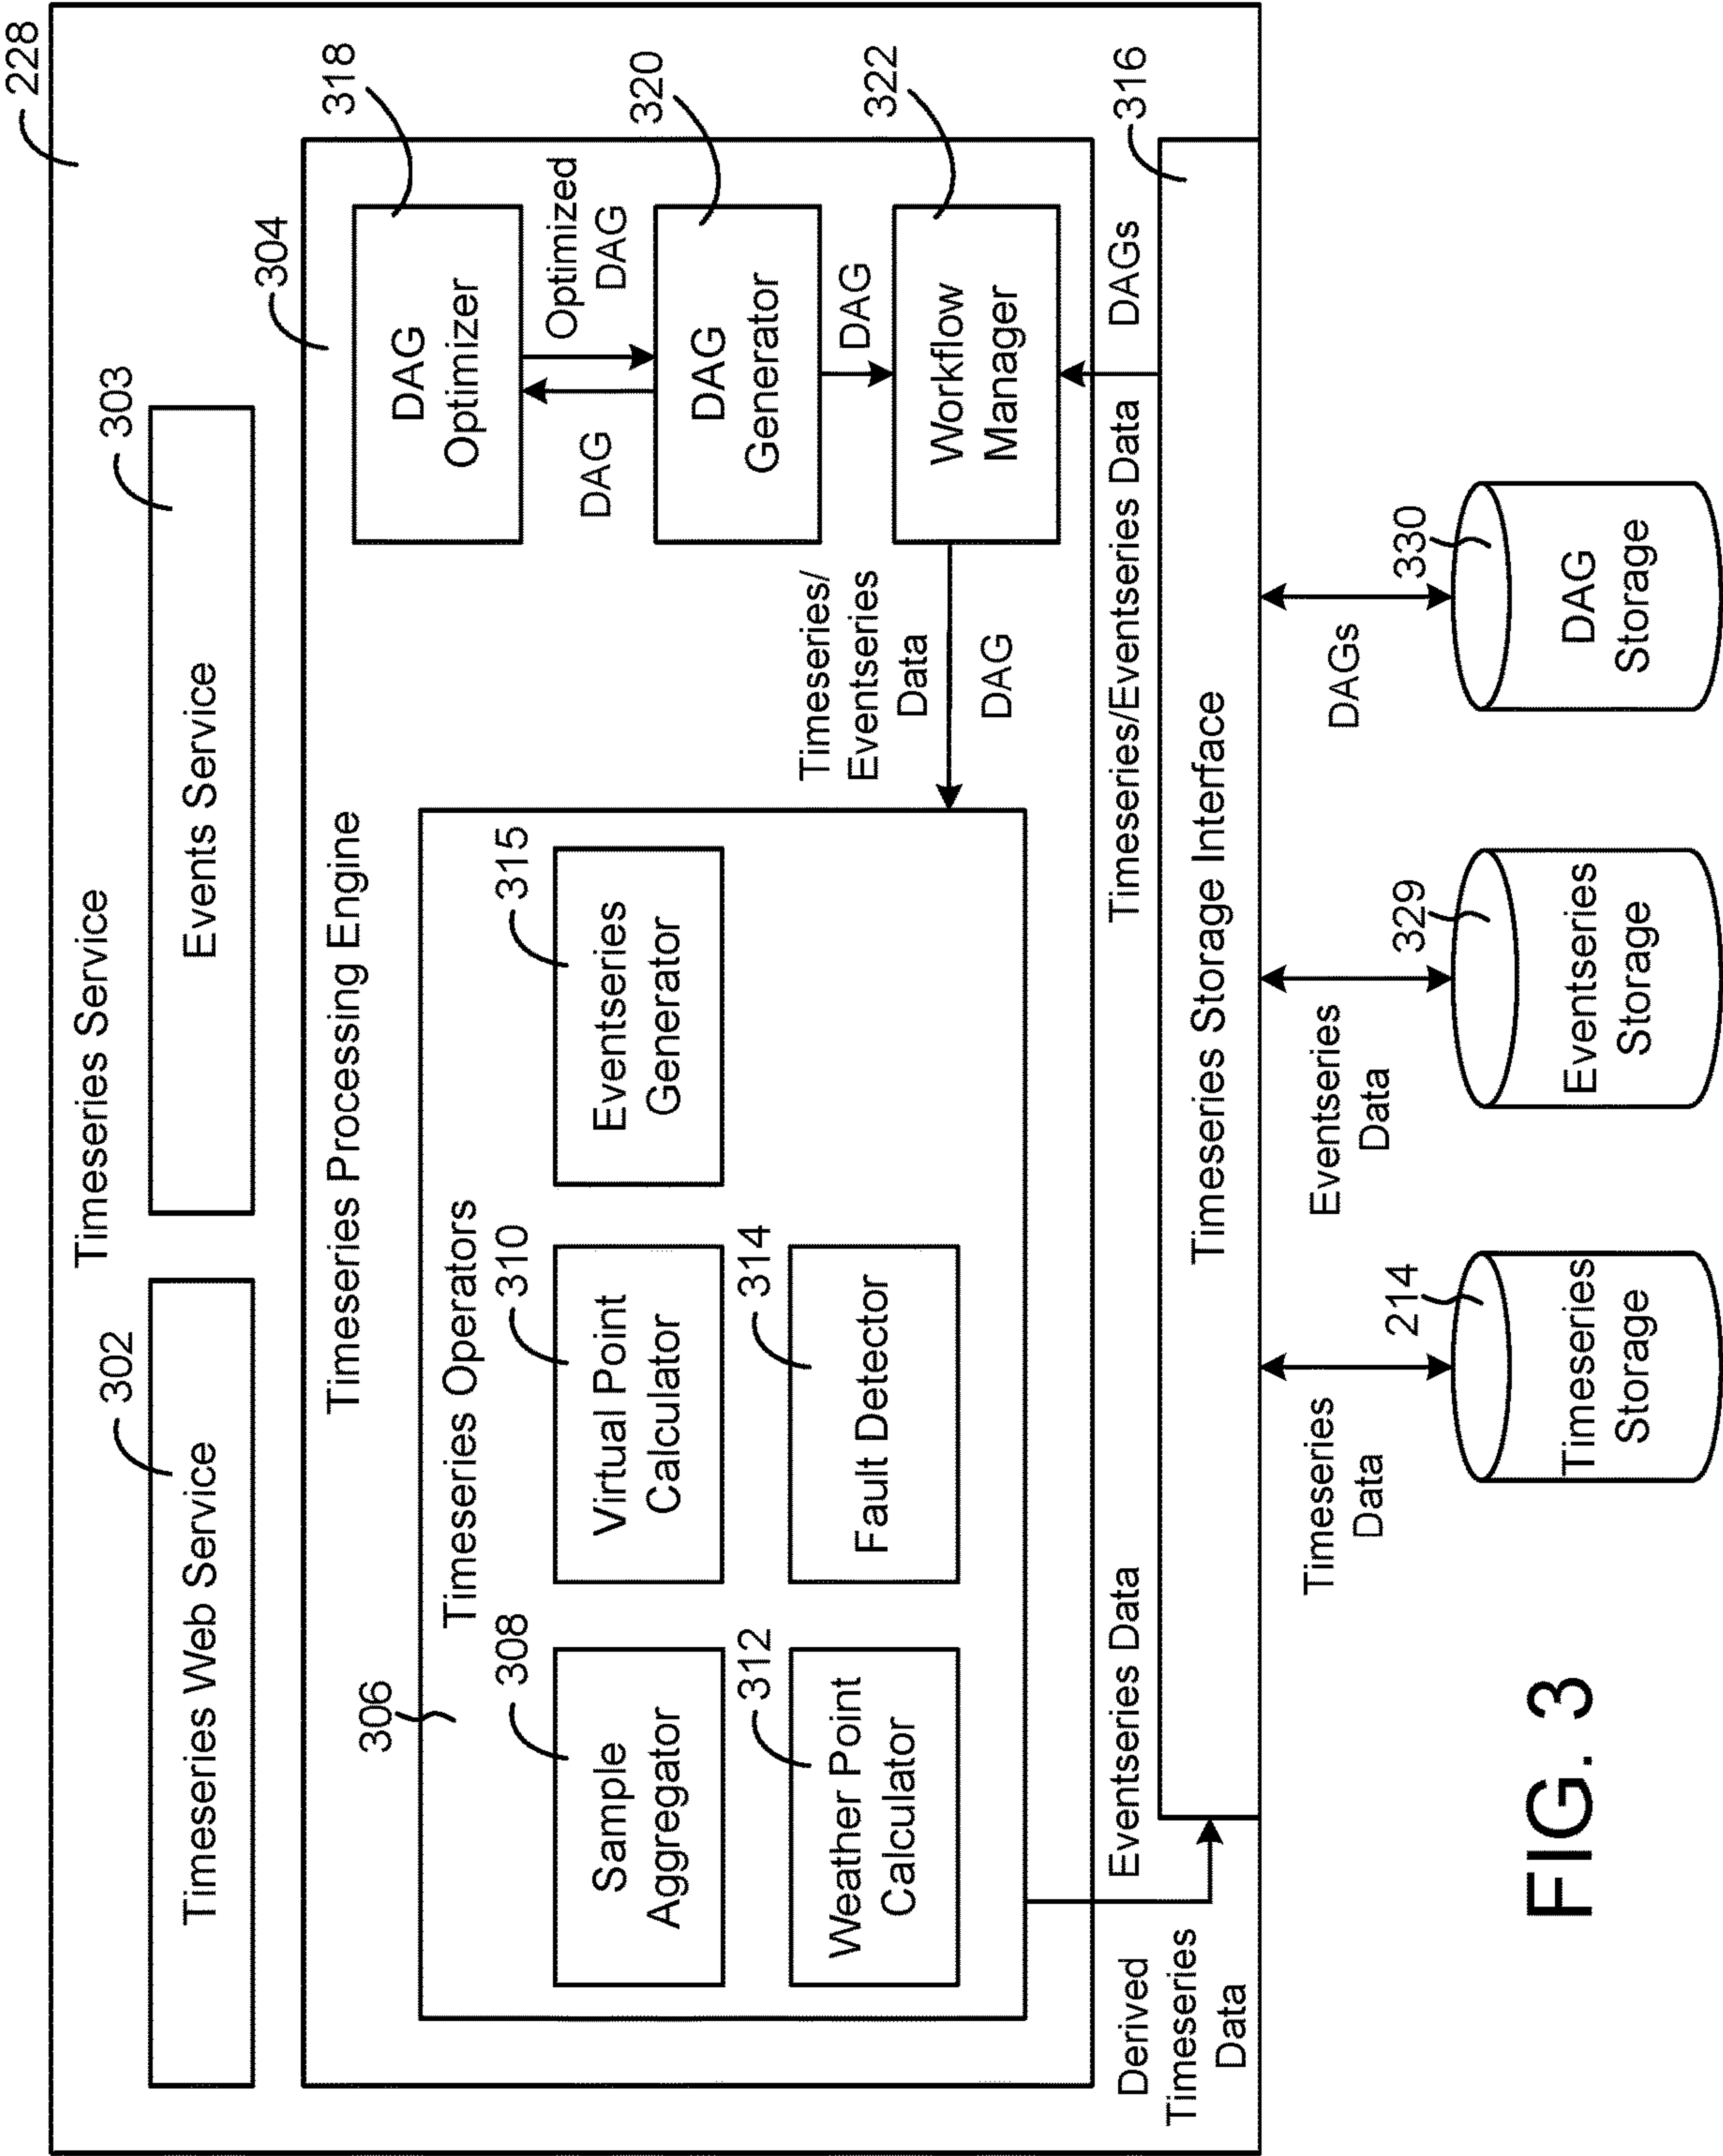 228
Timeseries Service
302
303
Timeseries Web Service
Events Service
304
Timeseries Processing Engine
318
306
Timeseries Operators
DAG
Optimizer
308
310
315
Sample
Aggregator
Virtual Point
Calculator
Eventseries
Generator
DAG
Optimized
DAG
320
312
314
DAG
Generator
Weather Point
Calculator
Fault Detector
Timeseries/
Eventseries
Data
DAG
DAG
322
Workflow
Manager
Derived
Timeseries
Data
Eventseries Data
Timeseries/Eventseries Data
DAGs
316
Timeseries Storage Interface
Timeseries
Data
Eventseries
Data
DAGs
214
329
330
Timeseries
Storage
Eventseries
Storage
DAG
Storage
FIG. 3